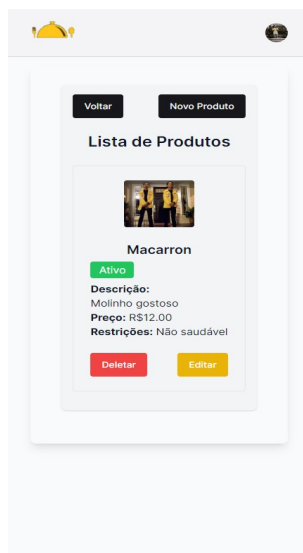 Voltar
Novo Produto
Lista de Produtos
Macarron
Ativo
Descrição:
Molinho gostoso
Preço: R$12.00
Restrições: Não saudável
Deletar
Editar